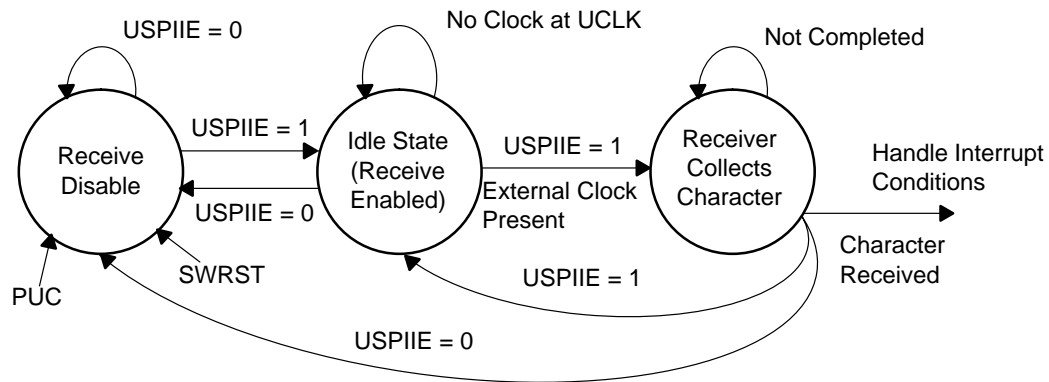 USPIIE = 0
No Clock at UCLK
Not Completed
Receive
Disable
USPIIE = 1
USPIIE = 0
Idle State
(Receive
Enabled)
USPIIE = 1
External Clock
Present
Receiver
Collects
Character
Handle Interrupt
Conditions
Character
Received
PUC
SWRST
USPIIE = 1
USPIIE = 0